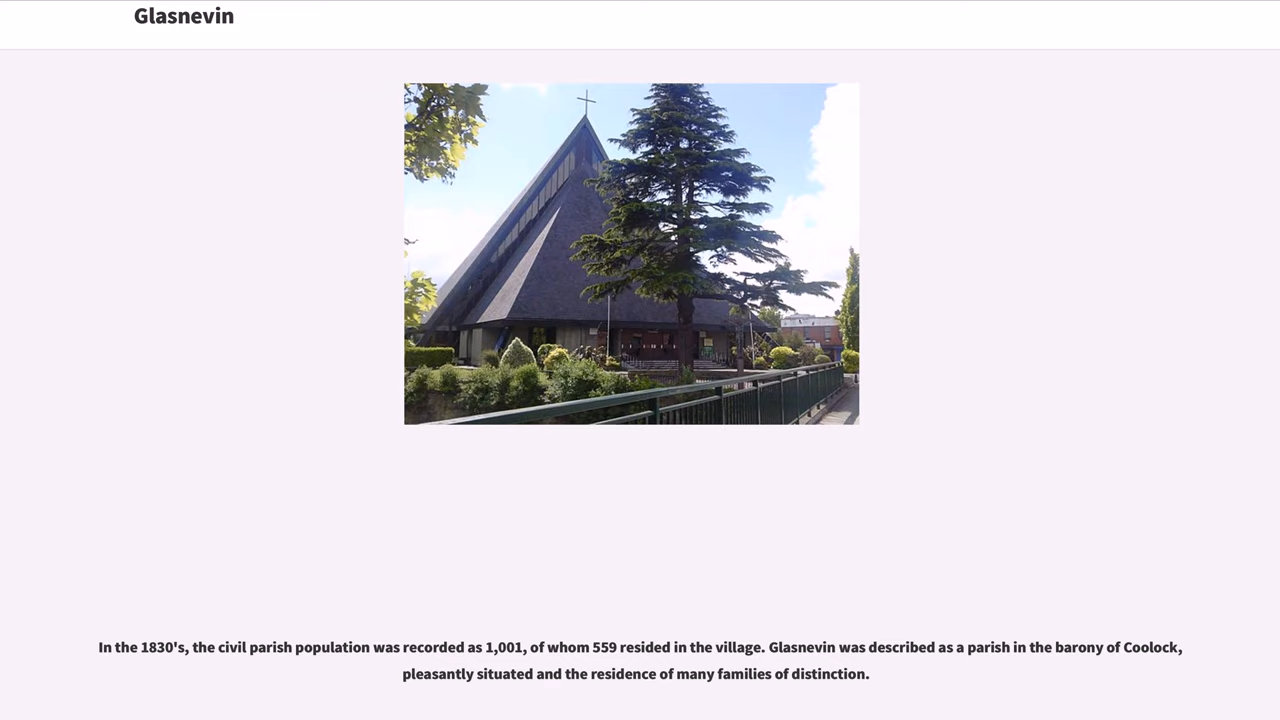 Glasnevin
In the 1830's, the civil parish population was recorded as 1,001, of whom 559 resided in the village. Glasnevin was described as a parish in the barony of Coolock,
pleasantly situated and the residence of many families of distinction.